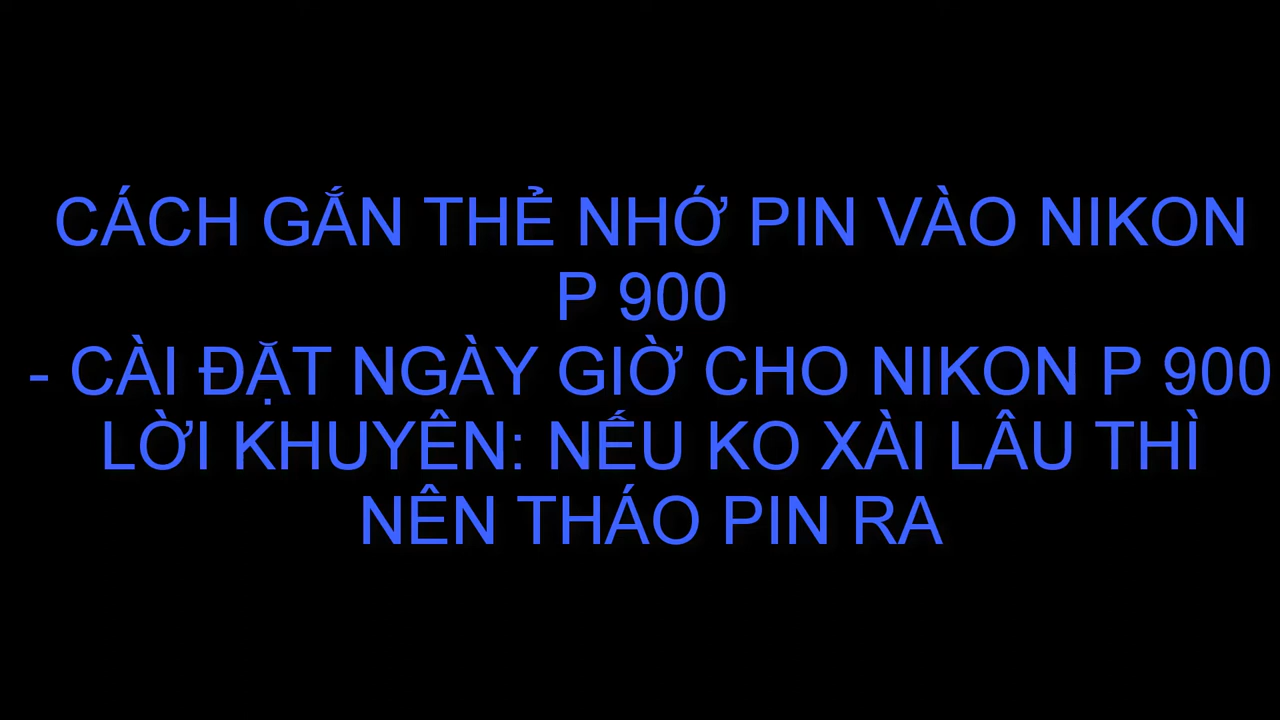 CÁCH GẮN THẺ NHỚ PIN VÀO NIKON
P 900
- CÀI ĐẶT NGÀY GIỜ CHO NIKON P 900
LỜI KHUYÊN: NẾU KO XÀI LÂU THÌ
NÊN THÁO PIN RA